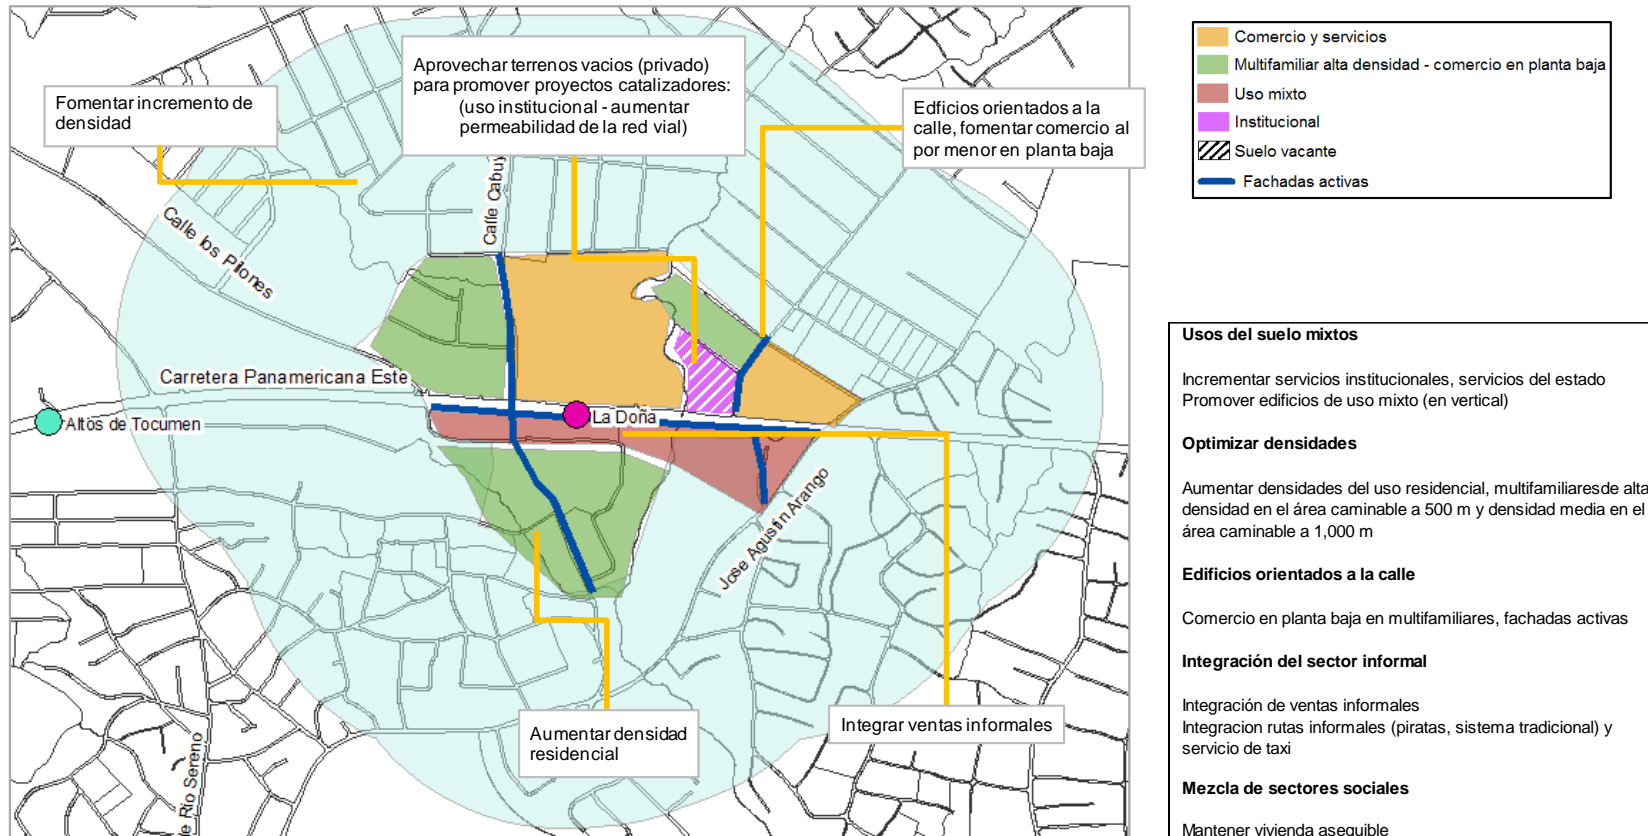 Fomentar incremento de
densidad
Aprovechar terrenos vacios (privado)
para promover proyectos catalizadores:
(uso institucional - aumentar
permeabilidad de la red vial)
Edficios orientados a la
calle, fomentar comercio al
por menor en planta baja
Calle Cabuy
Calle los Pilones
Carretera Panamericana Este
Altos de Tocumen
La Doña
Jose Agustin Arango
Aumentar densidad
residencial
Integrar ventas informales
de Rio Sereno
Comercio y servicios
Multifamiliar alta densidad - comercio en planta baja
Uso mixto
Institucional
Suelo vacante
Fachadas activas
Usos del suelo mixtos
Incrementar servicios institucionales, servicios del estado
Promover edificios de uso mixto (en vertical)
Optimizar densidades
Aumentar densidades del uso residencial, multifamiliaresde alta
densidad en el área caminable a 500 m y densidad media en el
área caminable a 1,000 m
Edificios orientados a la calle
Comercio en planta baja en multifamiliares, fachadas activas
Integración del sector informal
Integración de ventas informales
Integracion rutas informales (piratas, sistema tradicional) y
servicio de taxi
Mezcla de sectores sociales
Mantener vivienda asequible